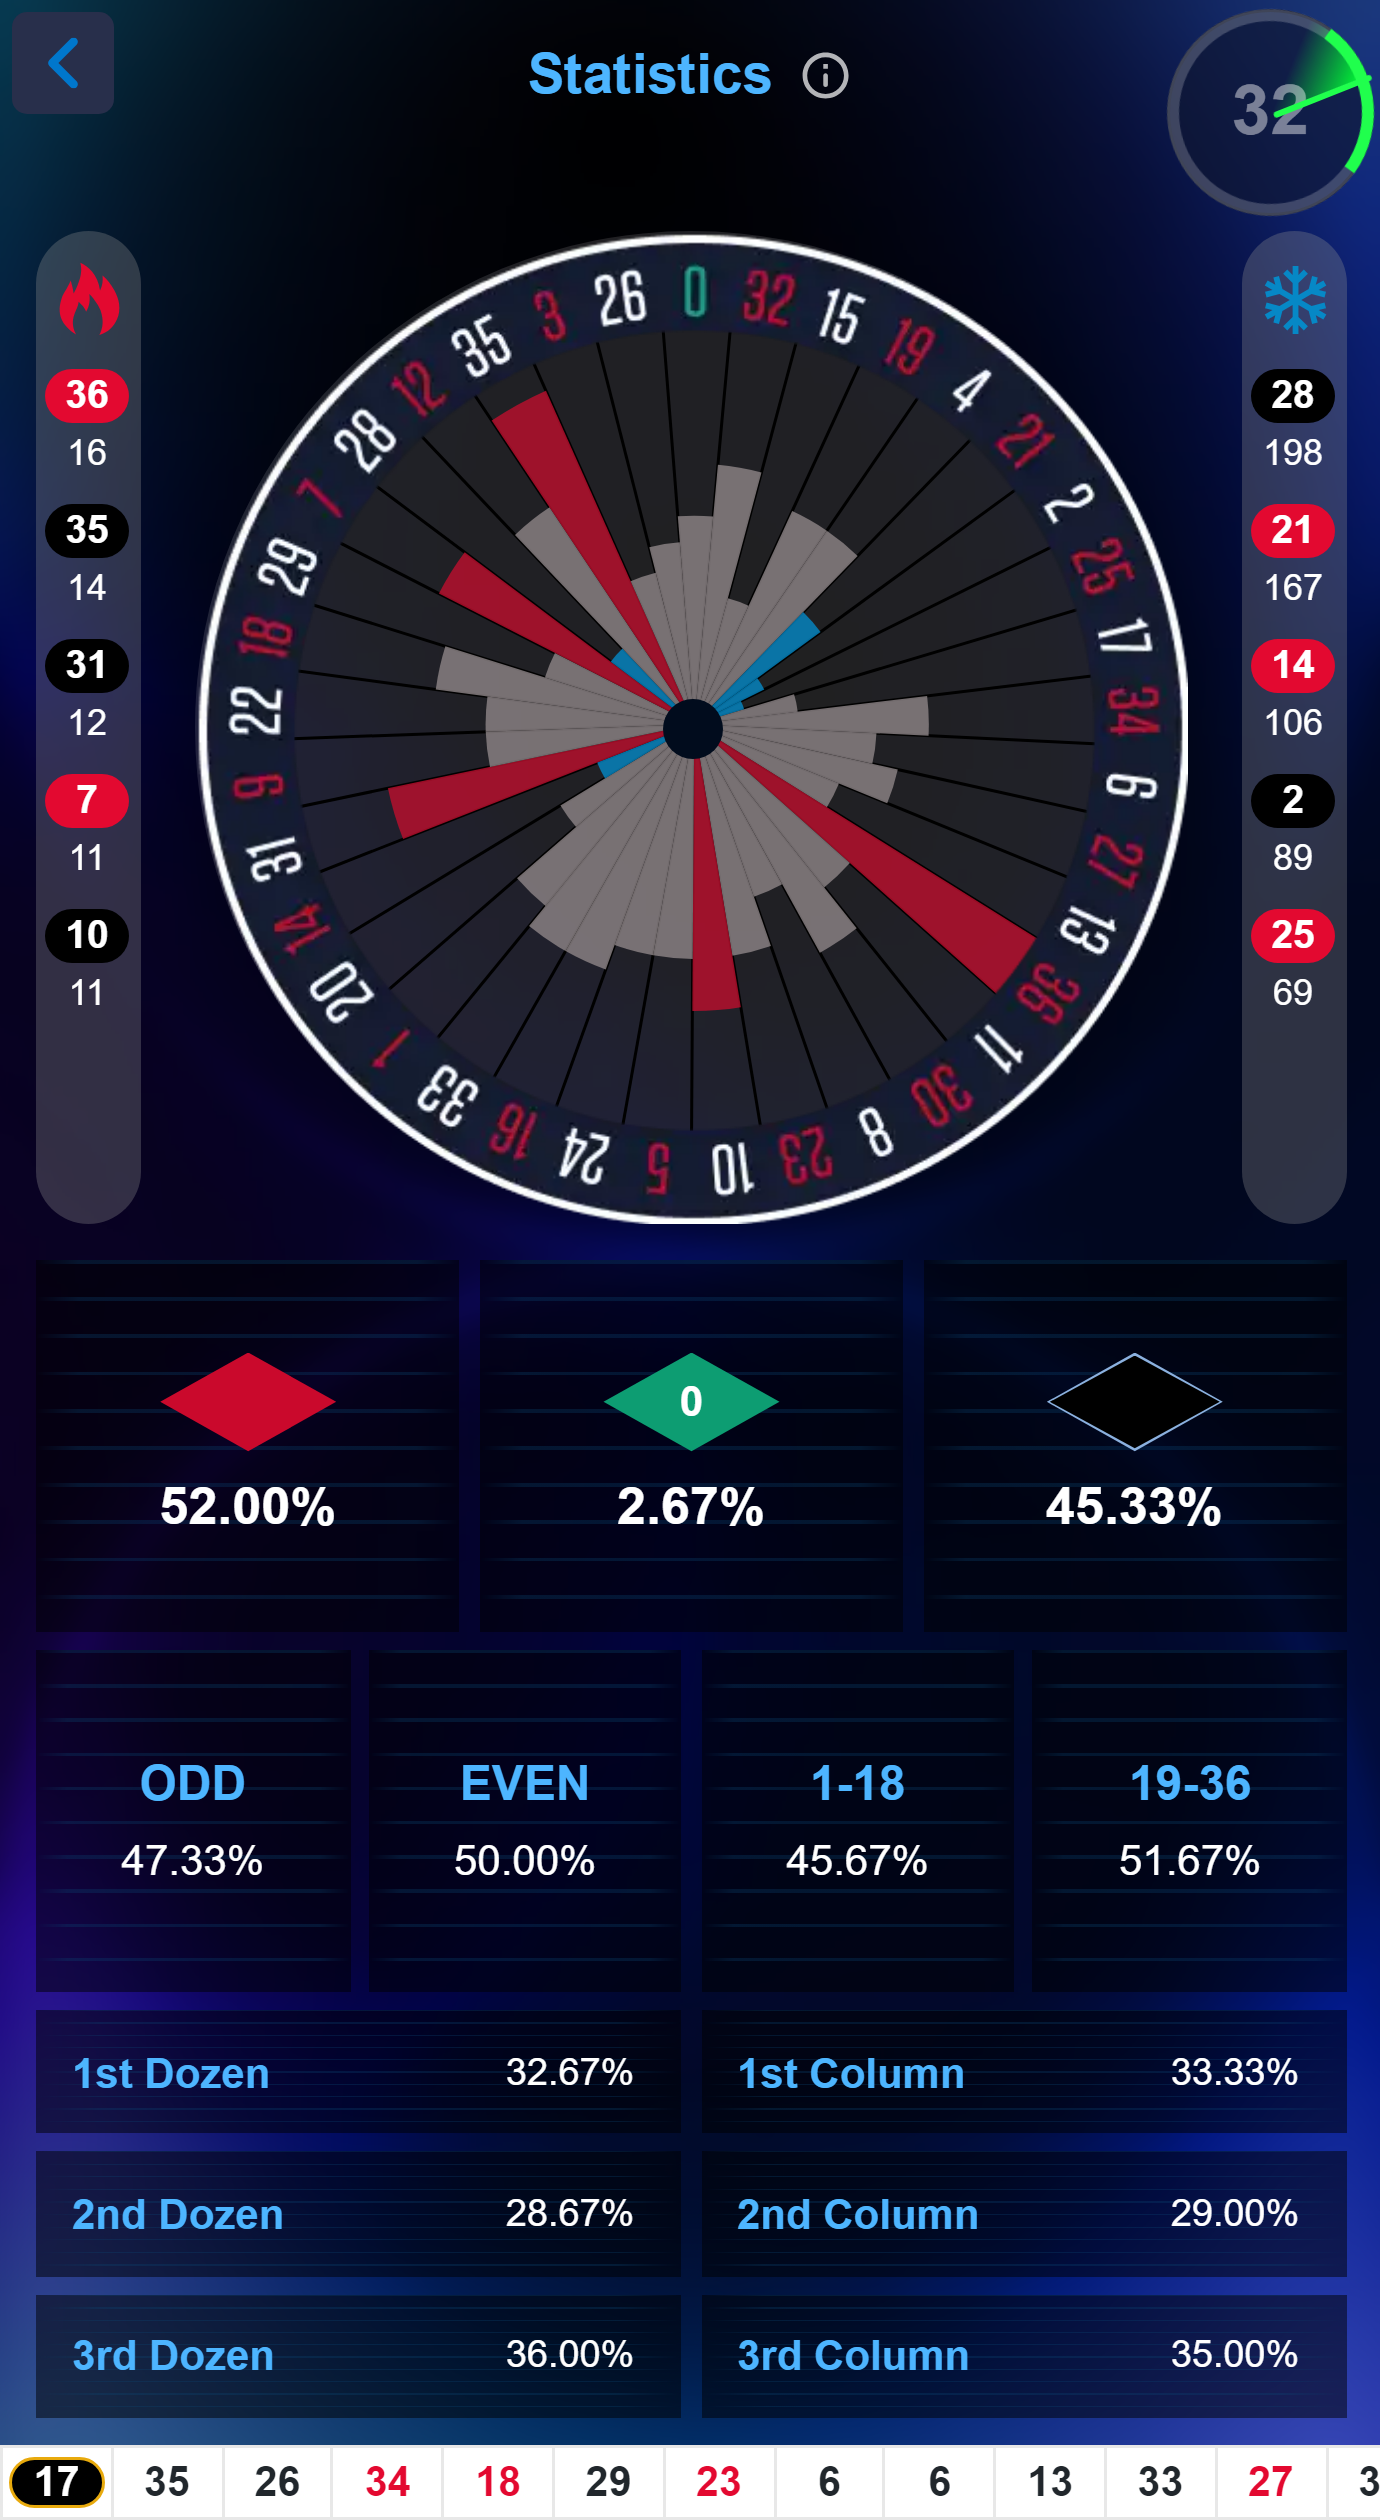 Statistics
32
0 32 15 19 4 21 2 25 17 34 6 27 13 36 11 30 8 23 10 5 24 16 33 1 20 14 31 9 22 18 29 7 28 12 35 3 26
36
16
35
14
31
12
7
11
10
11
28
198
21
167
14
106
2
89
25
69
0
52.00% 2.67% 45.33%
ODD EVEN 1-18 19-36
47.33% 50.00% 45.67% 51.67%
1st Dozen 32.67% 1st Column 33.33%
2nd Dozen 28.67% 2nd Column 29.00%
3rd Dozen 36.00% 3rd Column 35.00%
17 35 26 34 18 29 23 6 6 13 33 27